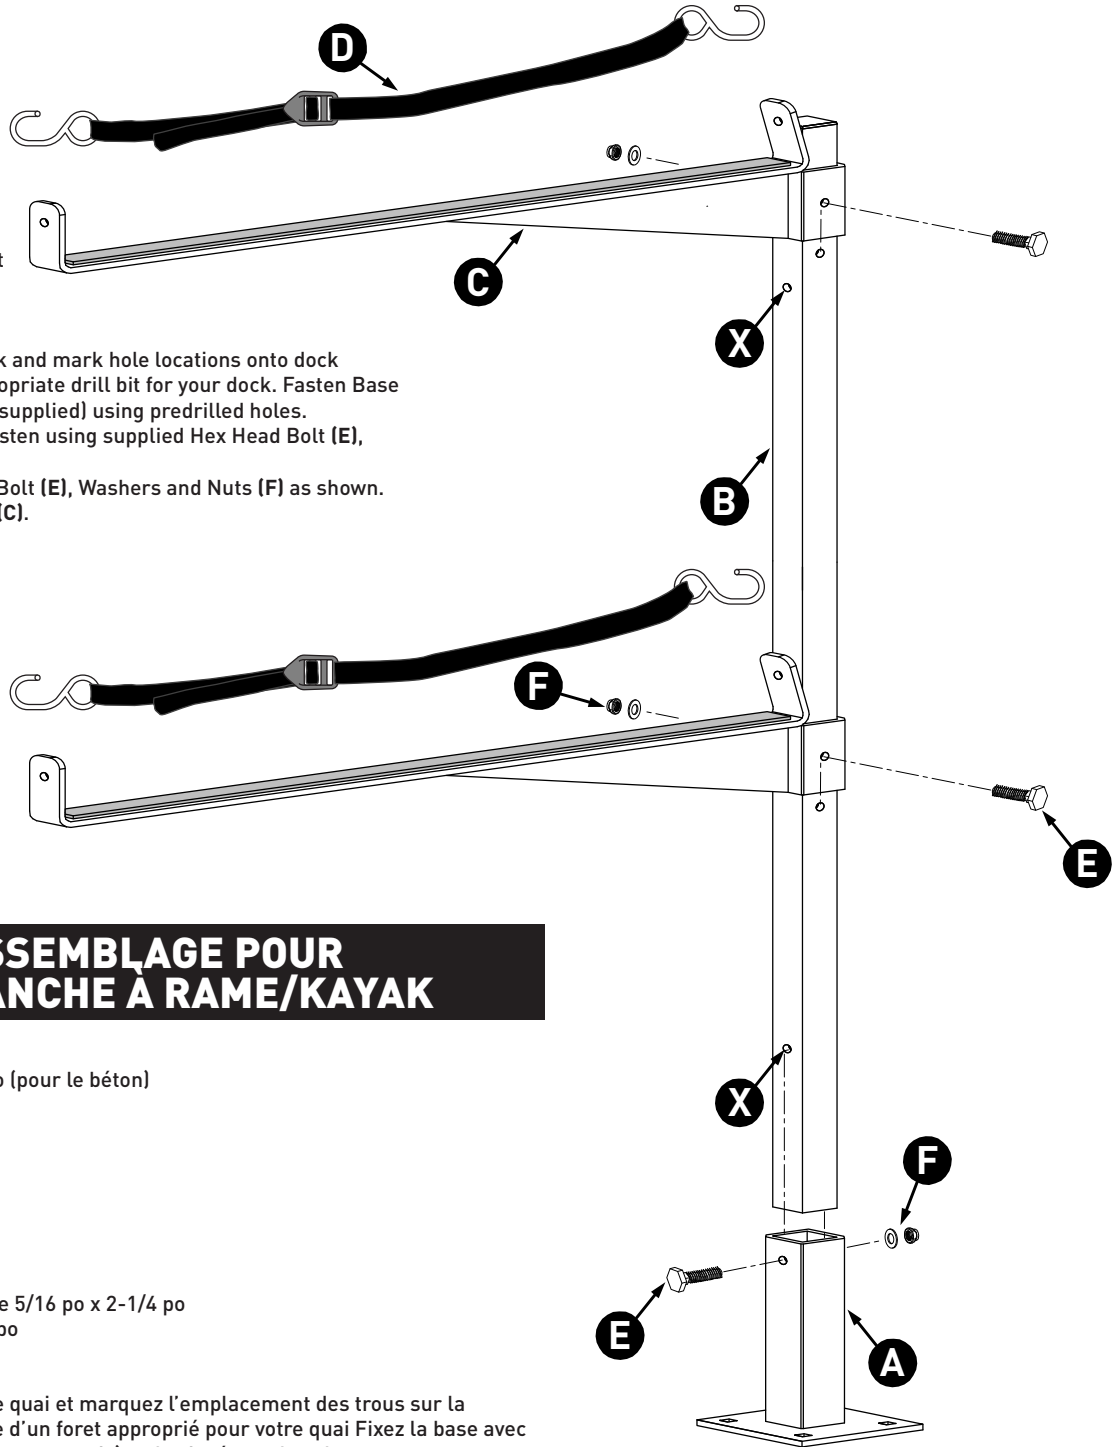 D
t
C
X
k and mark hole locations onto dock
opriate drill bit for your dock. Fasten Base
supplied) using predrilled holes.
sten using supplied Hex Head Bolt (E),
Bolt (E), Washers and Nuts (F) as shown.
(C).
B
F
E
SSEMBLAGE POUR
ANCHE À RAME/KAYAK
o (pour le béton)
X
F
e 5/16 po x 2-1/4 po
po
E
A
e quai et marquez l’emplacement des trous sur la
e d’un foret approprié pour votre quai Fixez la base avec